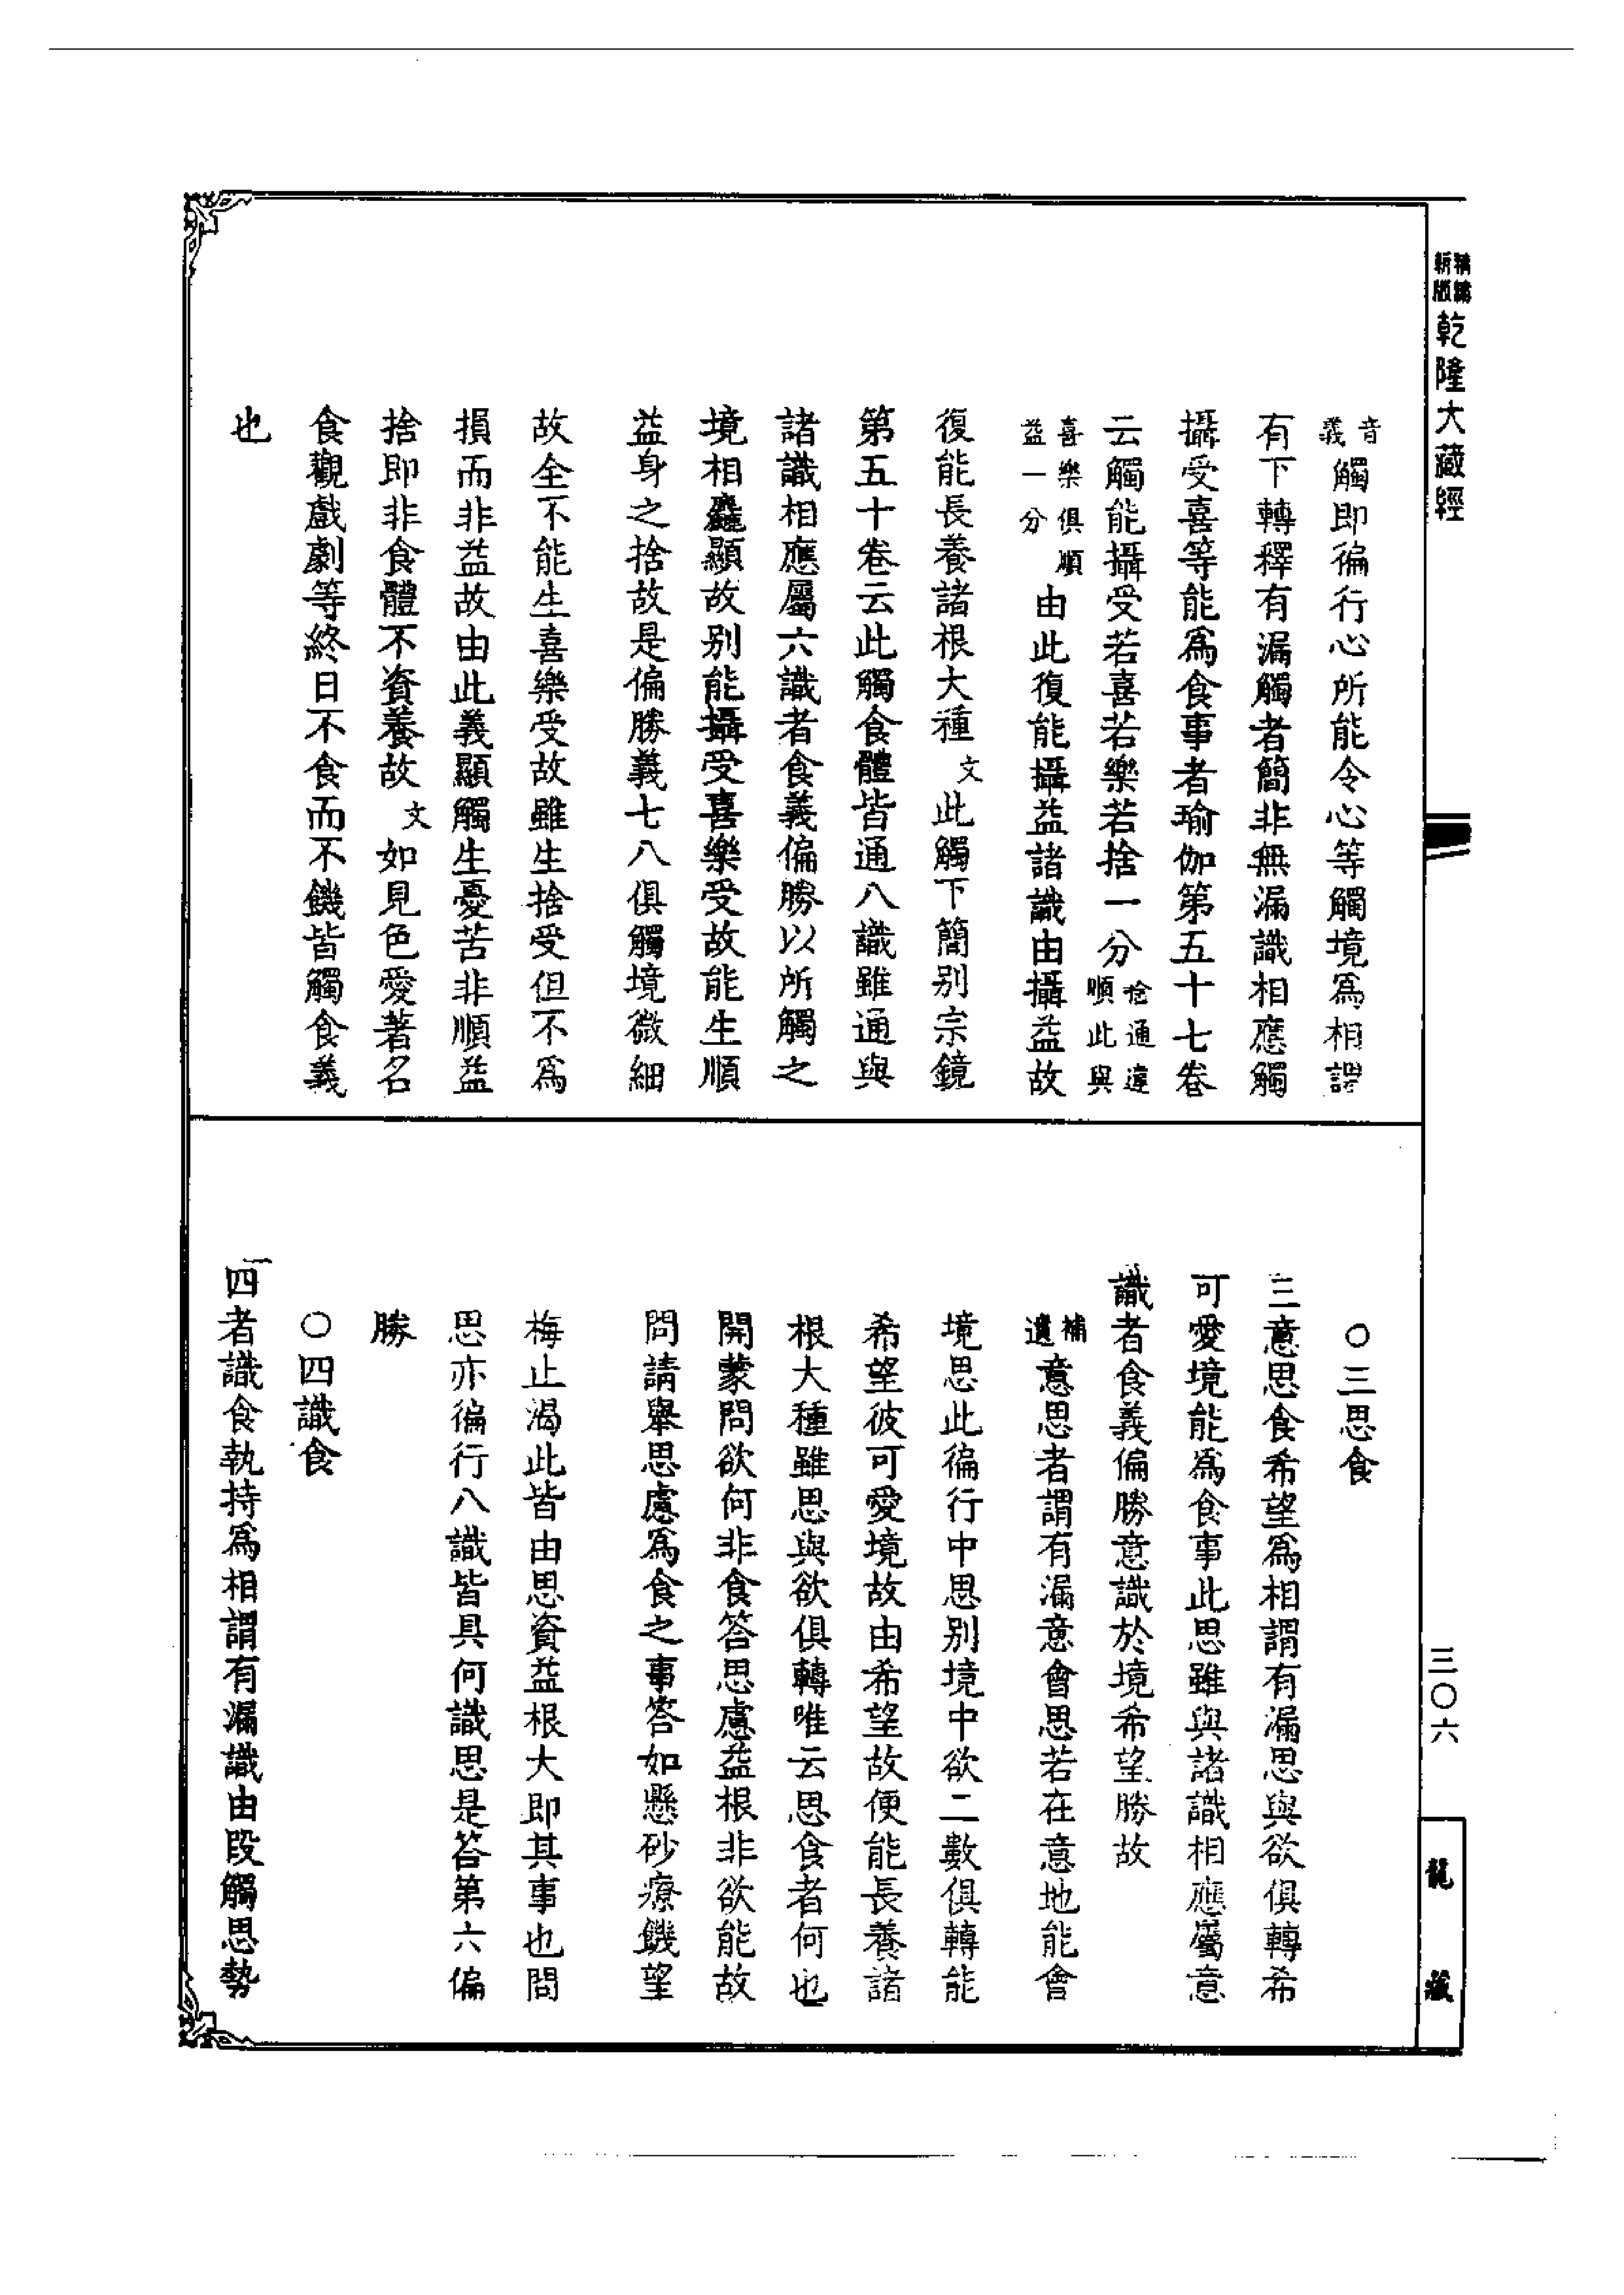 精繕新版 乾隆大藏經
音義 觸即徧行心所能令心等觸境爲相謂
有下轉釋有漏觸者簡非無漏識相應觸
攝受喜等能爲食事者瑜伽第五十七卷
云觸能攝受若喜若樂若捨一分 捨通違順此與
喜樂俱順益一分 由此復能攝益諸識由攝益故
復能長養諸根大種 文 此觸下簡别宗鏡
第五十卷云此觸食體皆通八識雖通與
諸識相應屬六識者食義偏勝以所觸之
境相麤顯故别能攝受喜樂受故能生順
益身之捨故是偏勝義七八俱觸境微細
故全不能生喜樂受故雖生捨受但不爲
損而非益故由此義顯觸生憂苦非順益
捨即非食體不資養故 文 如見色愛著名
食觀戲劇等終日不食而不饑皆觸食義
也
○三思食
三意思食希望爲相謂有漏思與欲俱轉希
可愛境能爲食事此思雖與諸識相應屬意
識者食義偏勝意識於境希望勝故
補遺 意思者謂有漏意會思若在意地能會
境思此徧行中思别境中欲二數俱轉能
希望彼可愛境故由希望故便能長養諸
根大種雖思與欲俱轉唯云思食者何也
開蒙問欲何非食答思慮益根非欲能故
問請舉思慮爲食之事答如懸砂療饑望
梅止渴此皆由思資益根大即其事也問
思亦徧行八識皆具何識思是答第六偏
勝
○四識食
四者識食執持爲相謂有漏識由段觸思勢
三〇六
龍藏